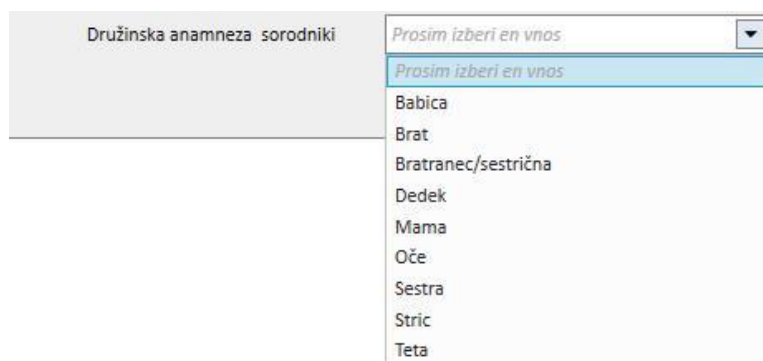 Družinska anamneza sorodniki
Prosim izberi en vnos
Prosim izberi en vnos
Babica
Brat
Bratranec/sestrična
Dedek
Mama
Oče
Sestra
Stric
Teta